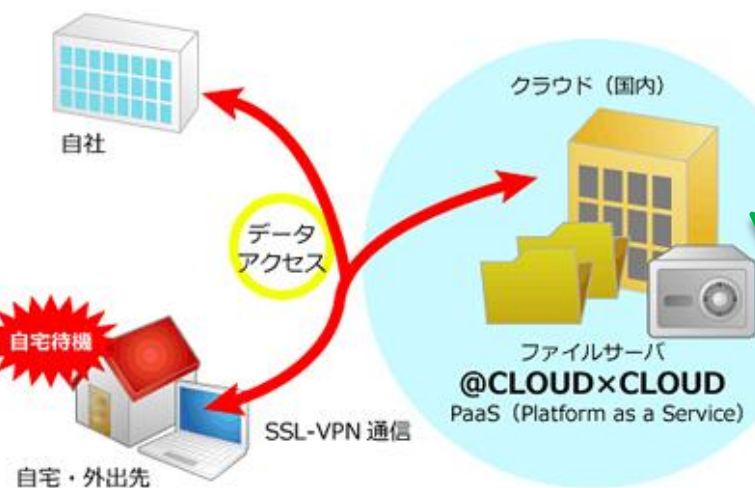 自社
クラウド（国内）
データ
アクセス
自宅待機
ファイルサーバ
@CLOUD×CLOUD
PaaS（Platform as a Service）
SSL-VPN 通信
自宅・外出先